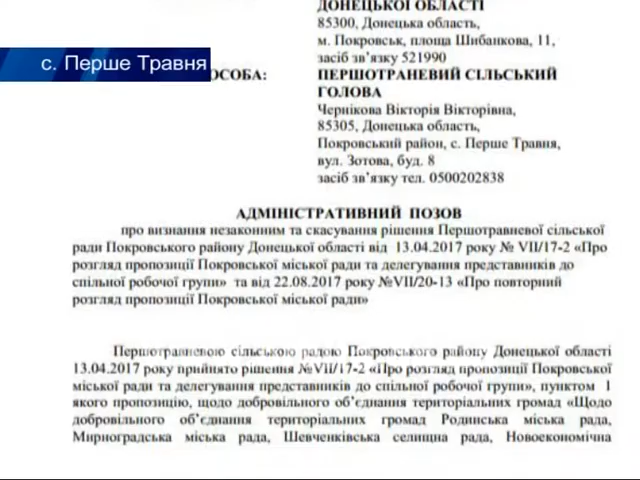 ДОНЕЦЬКОЇ ОБЛАСТІ
85300, Донецька область,
м. Покровськ, площа Шибанкова, 11,
засіб зв’язку 521990
с. Перше Травня
ОСОБА: ПЕРШОТРАНЕВИЙ СІЛЬСЬКИЙ
ГОЛОВА
Чернікова Вікторія Вікторівна,
85305, Донецька область,
Покровський район, с. Перше Травня,
вул. Зотова, буд. 8
засіб зв’язку тел. 0500202838
АДМІНІСТРАТИВНИЙ ПОЗОВ
про визнання незаконним та скасування рішення Першотравневої сільської
ради Покровського району Донецької області від 13.04.2017 року № VII/17-2 «Про
розгляд пропозиції Покровської міської ради та делегування представників до
спільної робочої групи» та від 22.08.2017 року №VII/20-13 «Про повторний
розгляд пропозиції Покровської міської ради»
Першотравневою сільською радою Покровського району Донецької області
13.04.2017 року прийнято рішення №VII/17-2 «Про розгляд пропозиції Покровської
міської ради та делегування представників до спільної робочої групи», пунктом 1
якого пропозицію, щодо добровільного об’єднання територіальних громад «Щодо
добровільного об’єднання територіальних громад Родинська міська рада,
Мирноградська міська рада, Шевченківська селищна рада, Новоекономічна